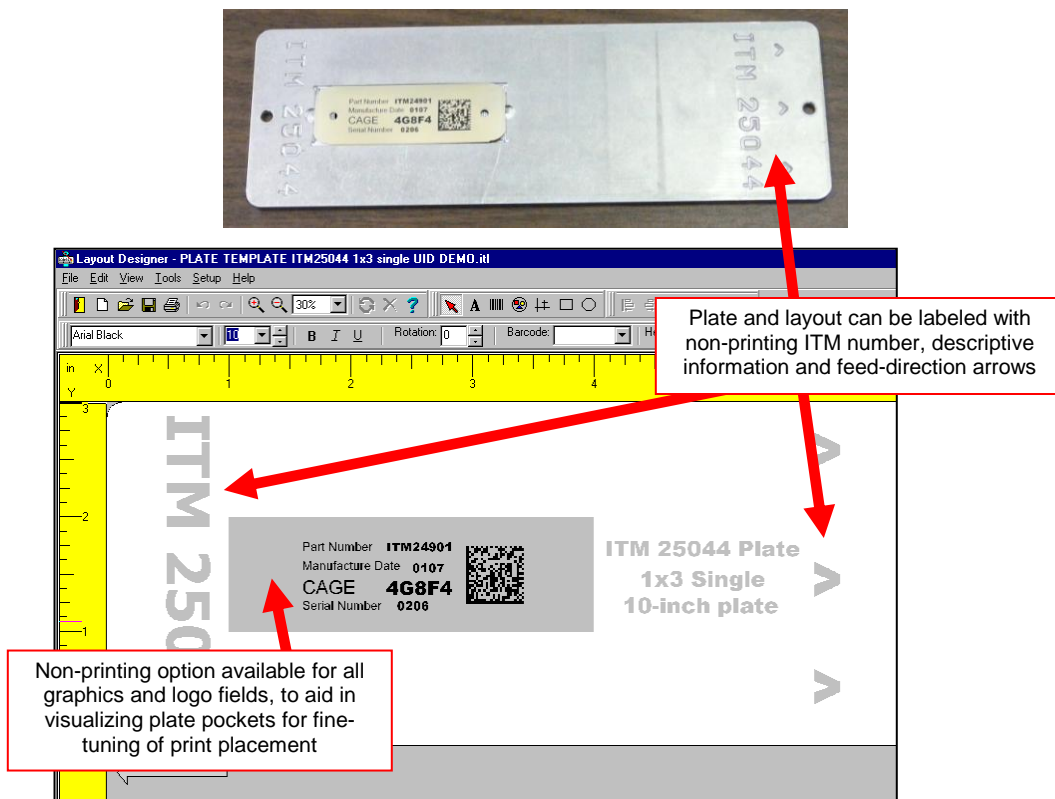 ITM 25044
Part Number ITM24901
Manufacture Date 0107
CAGE 4G8F4
Serial Number 0206
ITM 25044
Layout Designer - PLATE TEMPLATE ITM25044 1x3 single UID DEMO.itl
File Edit View Tools Setup Help
30%
Arial Black 10 B I U Rotation: 0 Barcode:
Plate and layout can be labeled with
non-printing ITM number, descriptive
information and feed-direction arrows
in X 0 1 2 3 4
Y
3
2
1
ITM 250
Part Number ITM24901
Manufacture Date 0107
CAGE 4G8F4
Serial Number 0206
ITM 25044 Plate
1x3 Single
10-inch plate
Non-printing option available for all
graphics and logo fields, to aid in
visualizing plate pockets for fine-
tuning of print placement